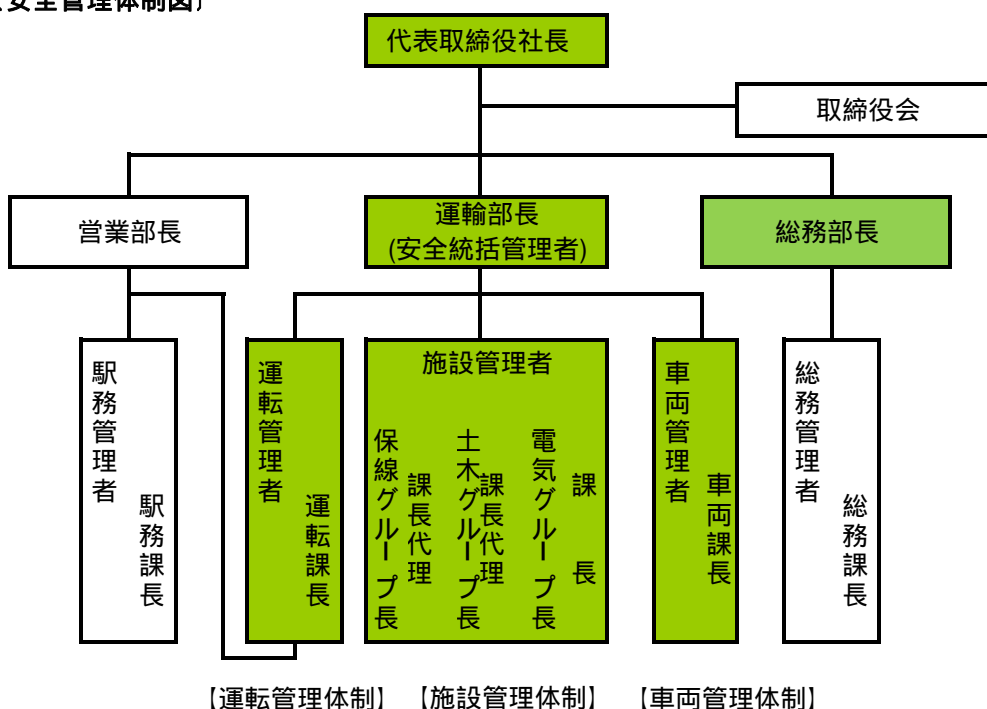 【安全管理体制図】
代表取締役社長
取締役会
営業部長
運輸部長
(安全統括管理者)
総務部長
駅務管理者
駅務課長
運転管理者
運転課長
施設管理者
保線グループ長
課長代理
土木グループ長
課長代理
電気グループ長
課長
車両管理者
車両課長
総務管理者
総務課長
【運転管理体制】 【施設管理体制】 【車両管理体制】